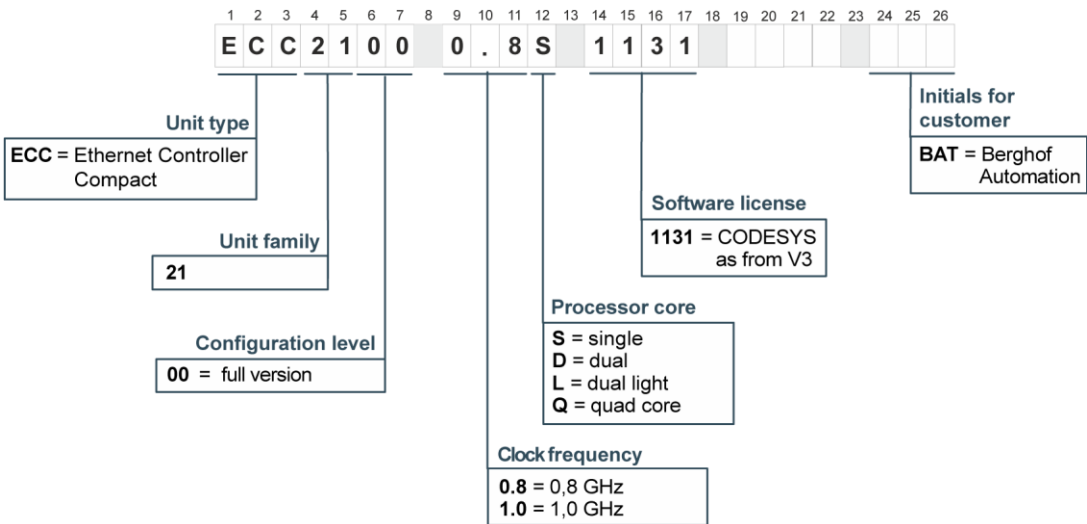 1 2 3 4 5 6 7 8 9 10 11 12 13 14 15 16 17 18 19 20 21 22 23 24 25 26
E C C 2 1 0 0 0 . 8 S 1 1 3 1
Unit type
ECC = Ethernet Controller
Compact
Initials for
customer
BAT = Berghof
Automation
Software license
1131 = CODESYS
as from V3
Unit family
21
Processor core
S = single
D = dual
L = dual light
Q = quad core
Configuration level
00 = full version
Clock frequency
0.8 = 0,8 GHz
1.0 = 1,0 GHz